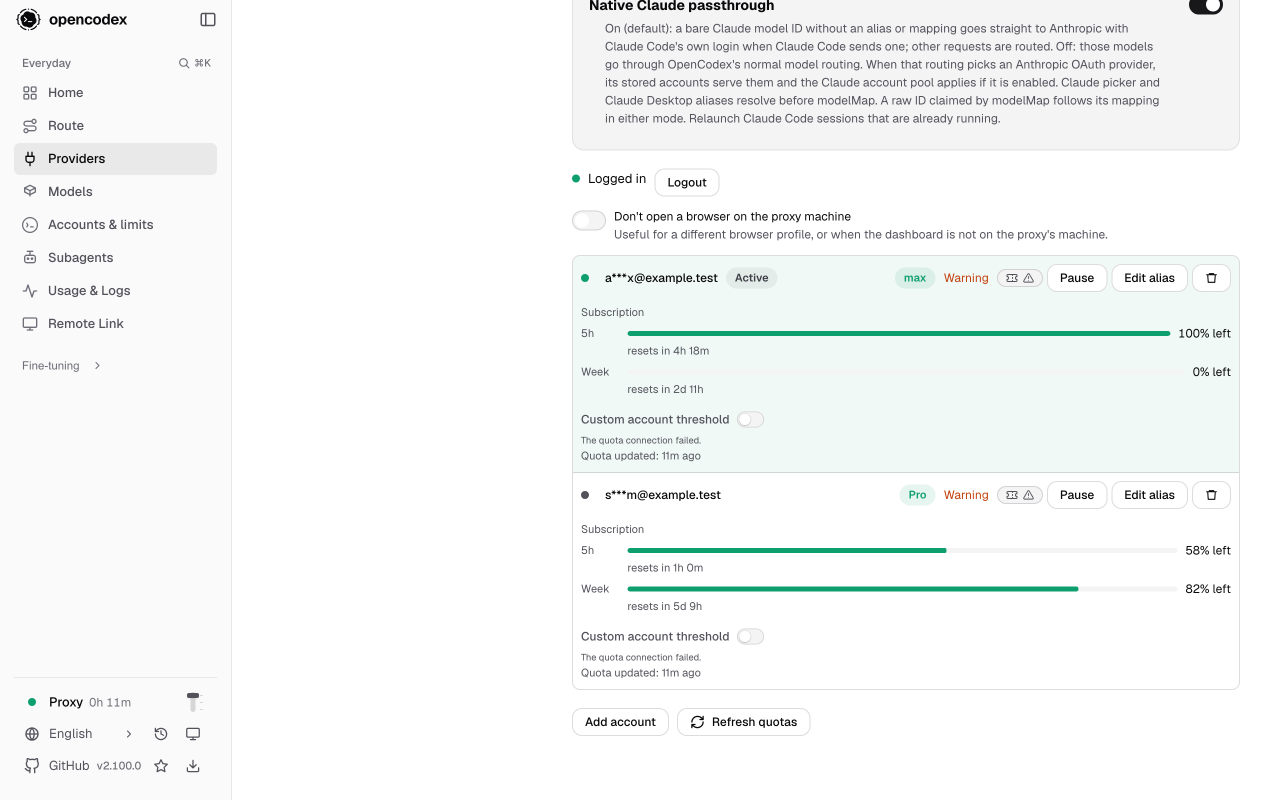 opencodex
Everyday
⌘K
Home
Route
Providers
Models
Accounts & limits
Subagents
Usage & Logs
Remote Link
Fine-tuning
Proxy 0h 11m
English
GitHub v2.100.0
Native Claude passthrough
On (default): a bare Claude model ID without an alias or mapping goes straight to Anthropic with
Claude Code's own login when Claude Code sends one; other requests are routed. Off: those models
go through OpenCodex's normal model routing. When that routing picks an Anthropic OAuth provider,
its stored accounts serve them and the Claude account pool applies if it is enabled. Claude picker and
Claude Desktop aliases resolve before modelMap. A raw ID claimed by modelMap follows its mapping
in either mode. Relaunch Claude Code sessions that are already running.
Logged in Logout
Don't open a browser on the proxy machine
Useful for a different browser profile, or when the dashboard is not on the proxy's machine.
a***x@example.test Active max Warning Pause Edit alias
Subscription
5h 100% left
resets in 4h 18m
Week 0% left
resets in 2d 11h
Custom account threshold
The quota connection failed.
Quota updated: 11m ago
s***m@example.test Pro Warning Pause Edit alias
Subscription
5h 58% left
resets in 1h 0m
Week 82% left
resets in 5d 9h
Custom account threshold
The quota connection failed.
Quota updated: 11m ago
Add account Refresh quotas